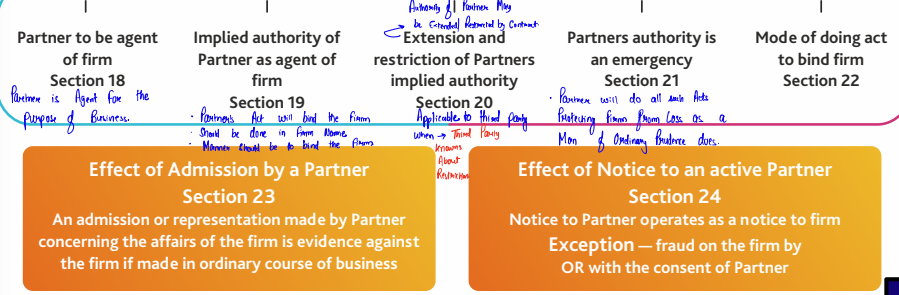 Authority of Partner May
be Extended/ Restricted by Contract.
Partner to be agent
of firm
Section 18
Partner is Agent for the
purpose of Business.
Implied authority of
Partner as agent of
firm
Section 19
• Partner's Act will bind the firm
• Should be done in Firm Name
• Manner should be to bind the firm
Extension and
restriction of Partners
implied authority
Section 20
Applicable to third party
when → Third Party
knows
About
Restriction
Partners authority is
an emergency
Section 21
• Partner will do all such Acts
Protecting Firm From Loss as a
Man of Ordinary Prudence does.
Mode of doing act
to bind firm
Section 22
Effect of Admission by a Partner
Section 23
An admission or representation made by Partner
concerning the affairs of the firm is evidence against
the firm if made in ordinary course of business
Effect of Notice to an active Partner
Section 24
Notice to Partner operates as a notice to firm
Exception — fraud on the firm by
OR with the consent of Partner